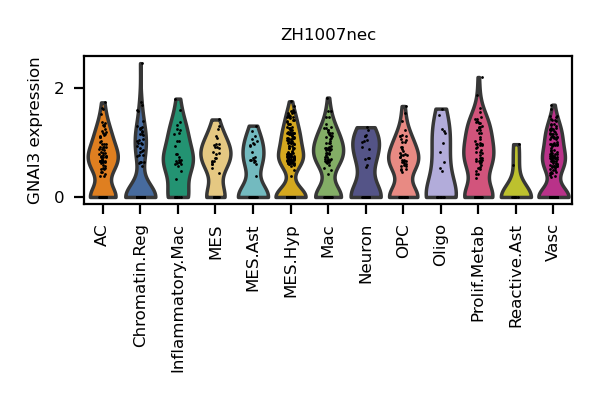 ZH1007nec
GNAI3 expression
2
0
AC
Chromatin.Reg
Inflammatory.Mac
MES
MES.Ast
MES.Hyp
Mac
Neuron
OPC
Oligo
Prolif.Metab
Reactive.Ast
Vasc